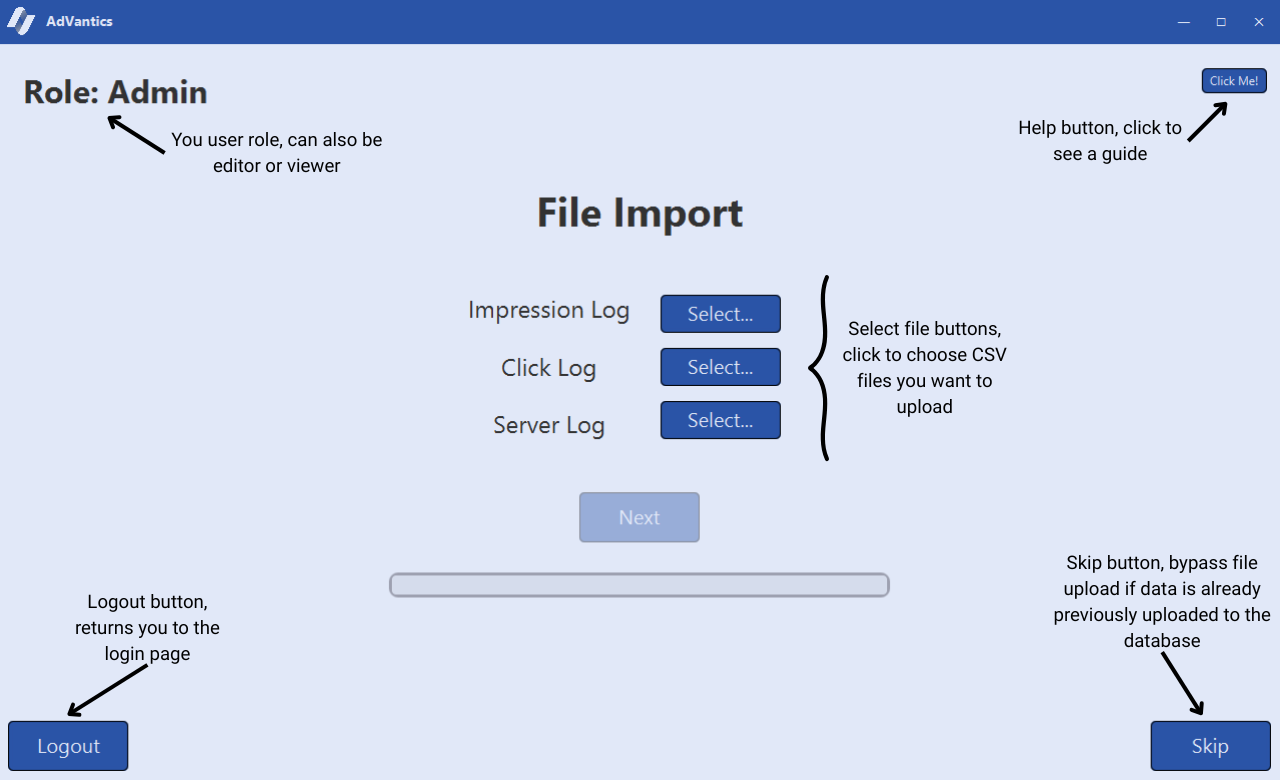 AdVantics
Role: Admin
Click Me!
You user role, can also be
editor or viewer
Help button, click to
see a guide
File Import
Impression Log
Select...
Click Log
Select...
Server Log
Select...
Select file buttons,
click to choose CSV
files you want to
upload
Next
Logout button,
returns you to the
login page
Skip button, bypass file
upload if data is already
previously uploaded to the
database
Logout
Skip